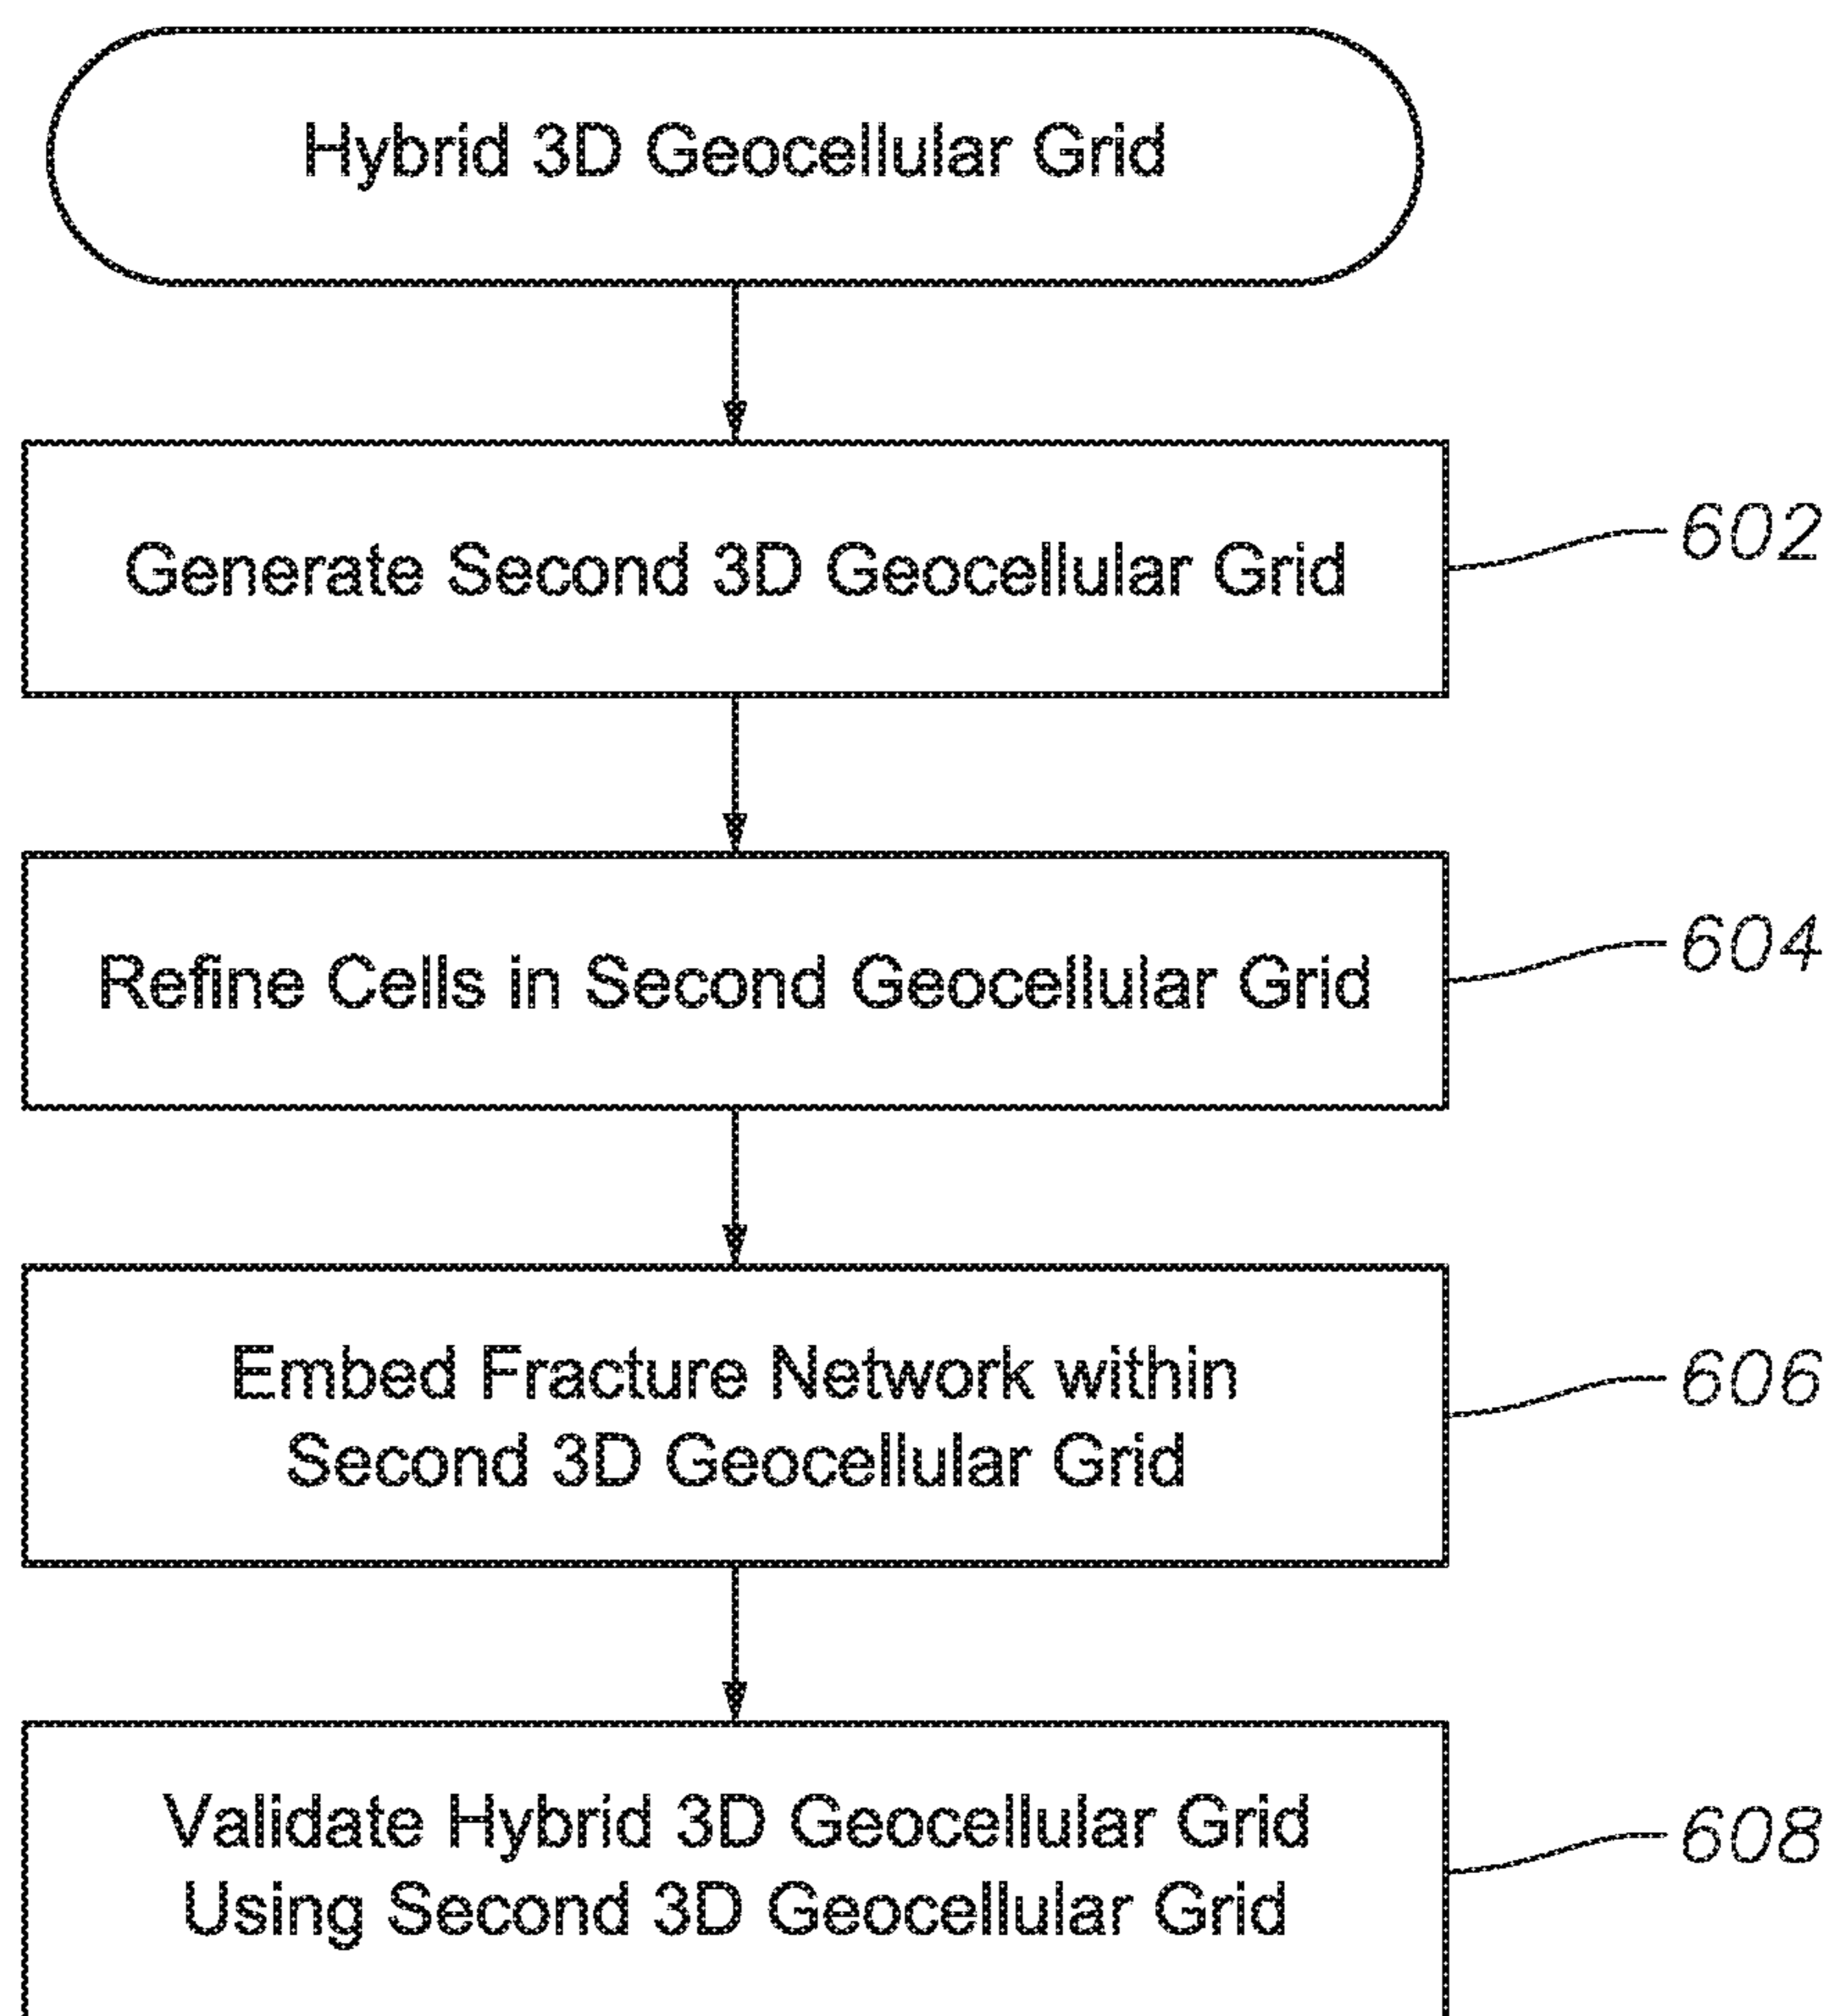 Hybrid 3D Geocellular Grid
Generate Second 3D Geocellular Grid
602
Refine Cells in Second Geocellular Grid
604
Embed Fracture Network within
Second 3D Geocellular Grid
606
Validate Hybrid 3D Geocellular Grid
Using Second 3D Geocellular Grid
608